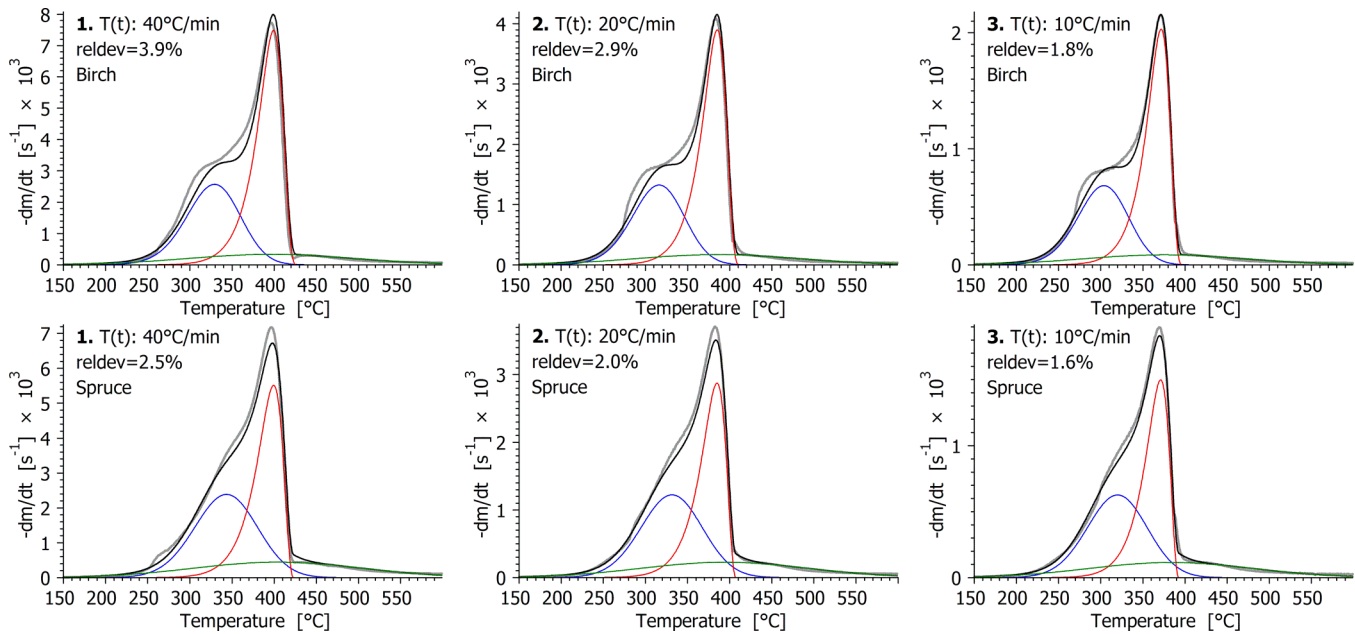 1. T(t): 40°C/min
reldev=3.9%
Birch
-dm/dt [s⁻¹] × 10³
8
7
6
5
4
3
2
1
0
150 200 250 300 350 400 450 500 550
Temperature [°C]
2. T(t): 20°C/min
reldev=2.9%
Birch
-dm/dt [s⁻¹] × 10³
4
3
2
1
0
150 200 250 300 350 400 450 500 550
Temperature [°C]
3. T(t): 10°C/min
reldev=1.8%
Birch
-dm/dt [s⁻¹] × 10³
2
1
0
150 200 250 300 350 400 450 500 550
Temperature [°C]
1. T(t): 40°C/min
reldev=2.5%
Spruce
-dm/dt [s⁻¹] × 10³
7
6
5
4
3
2
1
0
150 200 250 300 350 400 450 500 550
Temperature [°C]
2. T(t): 20°C/min
reldev=2.0%
Spruce
-dm/dt [s⁻¹] × 10³
3
2
1
0
150 200 250 300 350 400 450 500 550
Temperature [°C]
3. T(t): 10°C/min
reldev=1.6%
Spruce
-dm/dt [s⁻¹] × 10³
1
0
150 200 250 300 350 400 450 500 550
Temperature [°C]